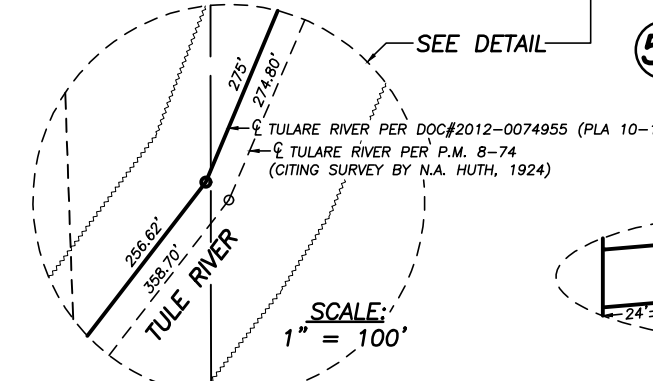 SEE DETAIL
5
275'
274.80'
℄ TULARE RIVER PER DOC#2012-0074955 (PLA 10-
℄ TULARE RIVER PER P.M. 8-74
(CITING SURVEY BY N.A. HUTH, 1924)
256.62'
358.70'
TULE RIVER
SCALE:
1" = 100'
24'